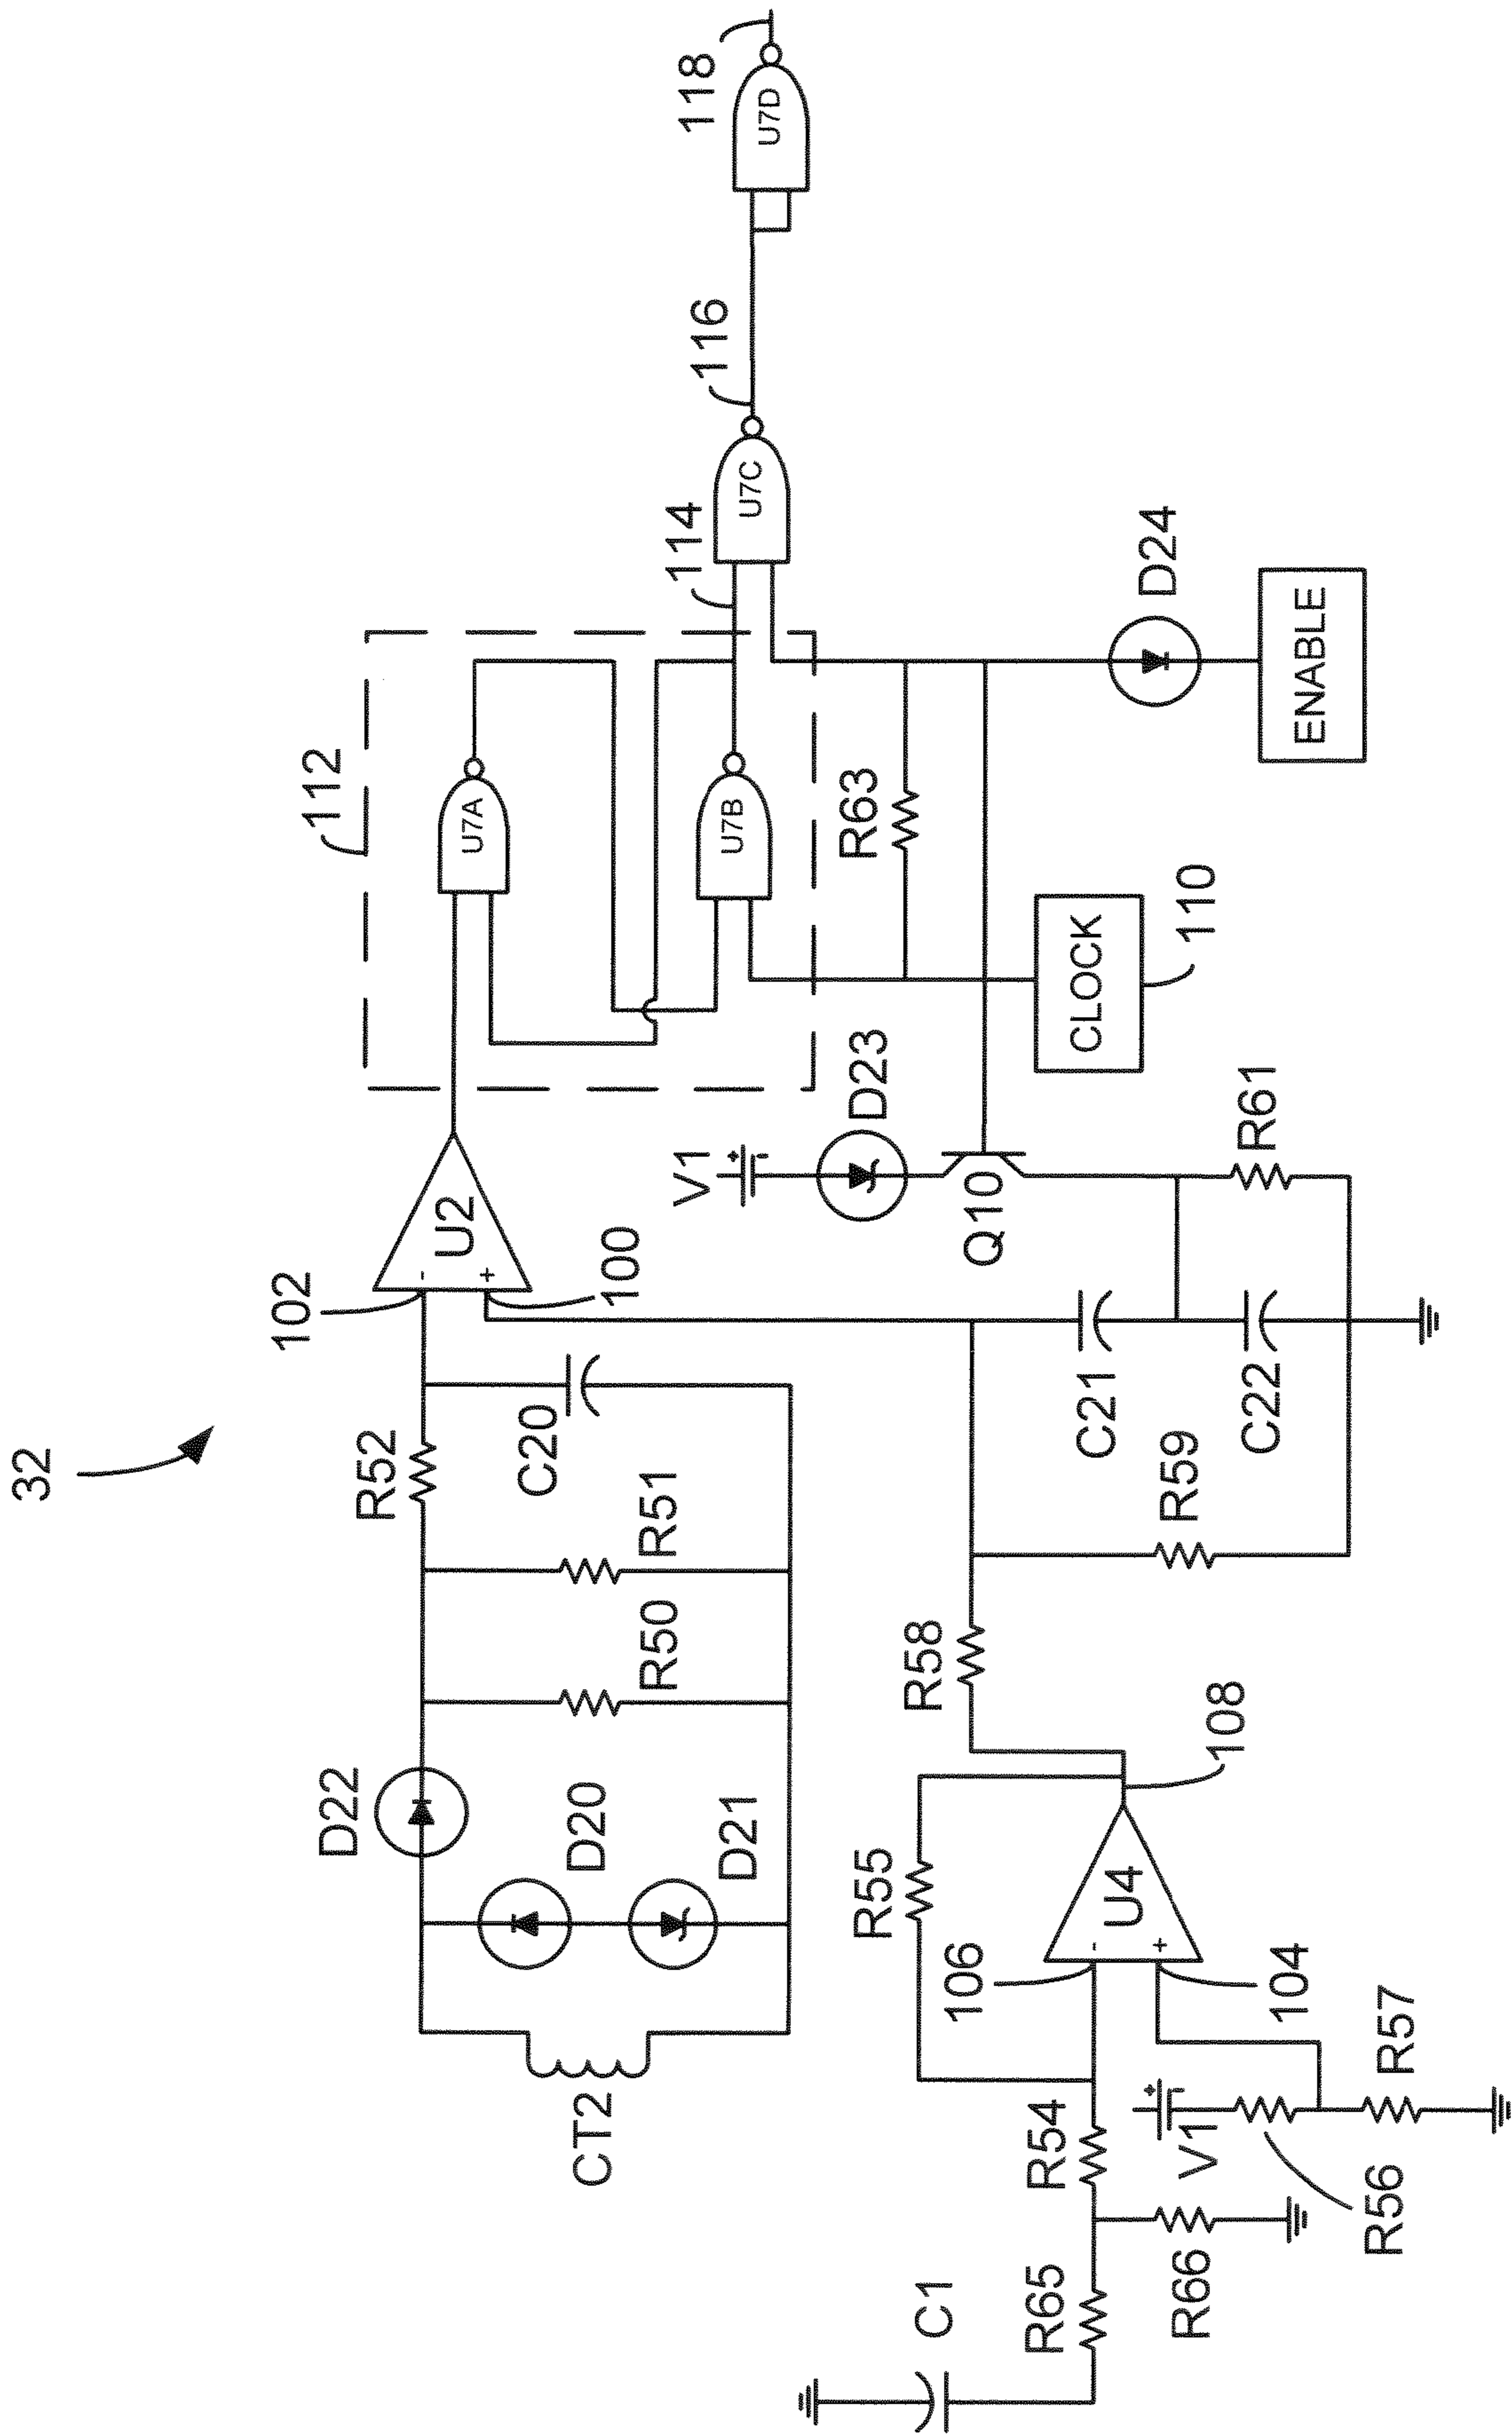 32
CT2
D22
D20
D21
R50
R51
R52
C20
102
100
-
+
U2
112
U7A
U7B
114
U7C
116
U7D
118
C1
R65
R66
R54
V1
+
-
R56
R57
106
104
-
+
U4
R55
108
R58
R59
C21
C22
V1
+
-
D23
Q10
R61
CLOCK
110
R63
D24
ENABLE